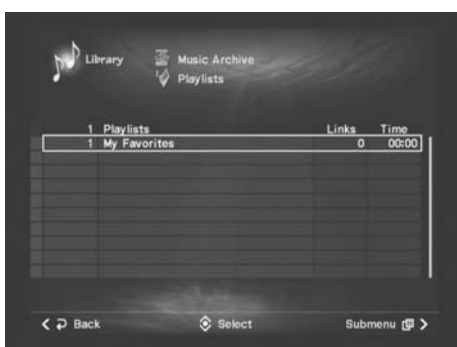 Library Music Archive
Playlists
1 Playlists Links Time
1 My Favorites 0 00:00
Back Select Submenu